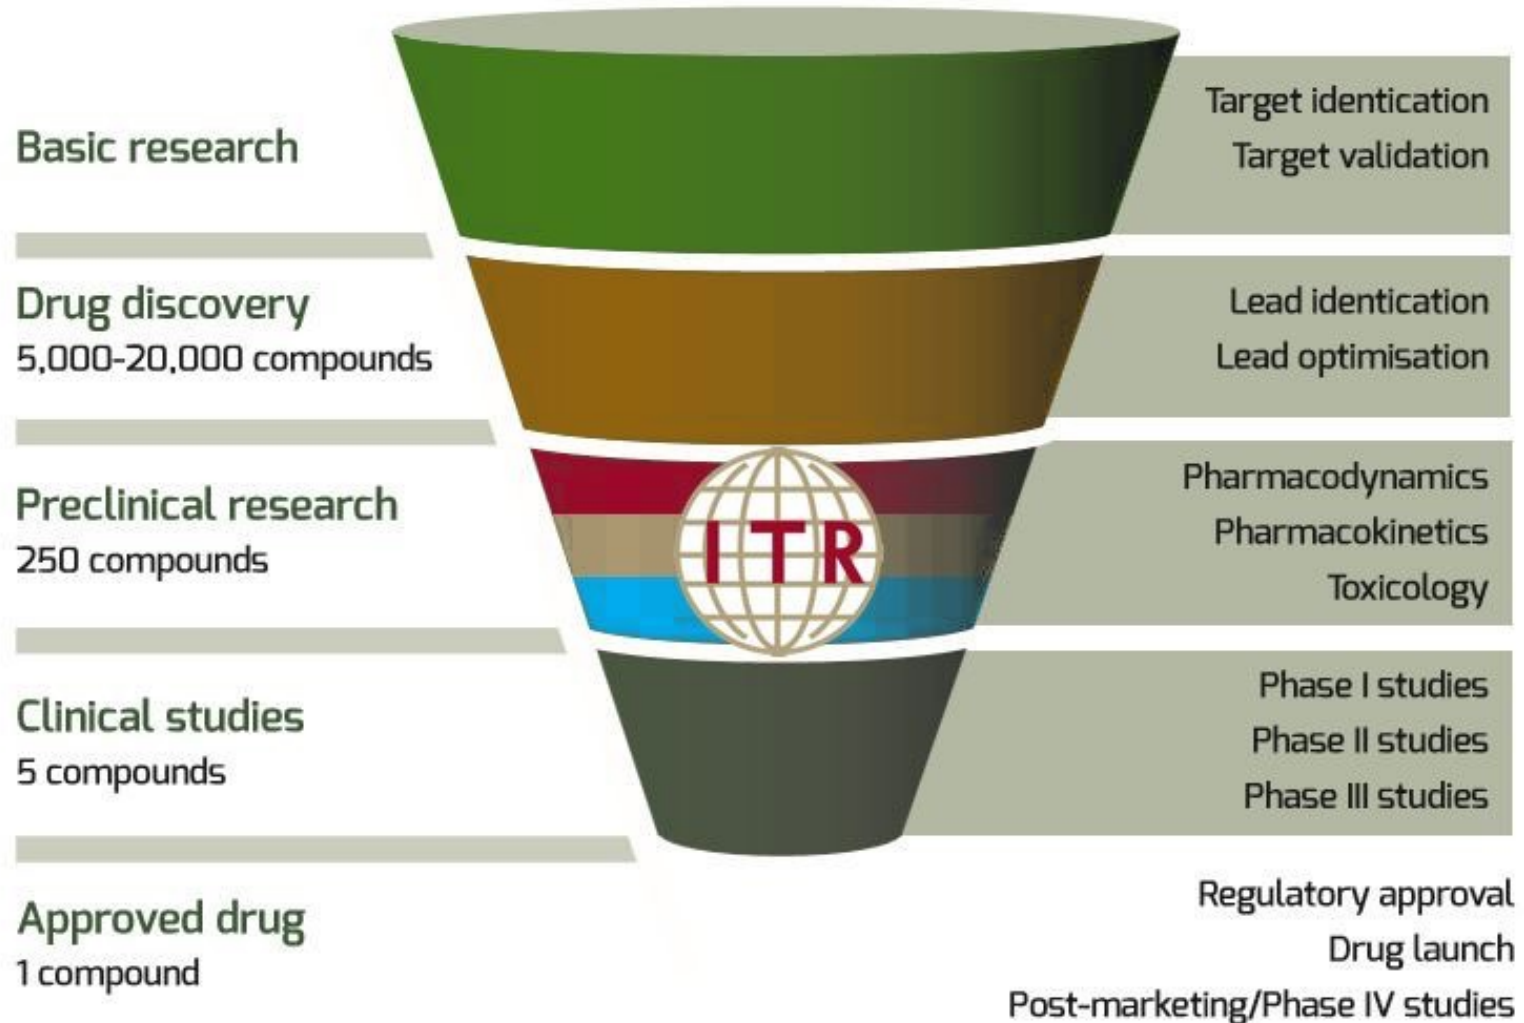 Basic research
Target identication
Target validation
Drug discovery
5,000-20,000 compounds
Lead identication
Lead optimisation
Preclinical research
250 compounds
ITR
Pharmacodynamics
Pharmacokinetics
Toxicology
Clinical studies
5 compounds
Phase I studies
Phase II studies
Phase III studies
Approved drug
1 compound
Regulatory approval
Drug launch
Post-marketing/Phase IV studies